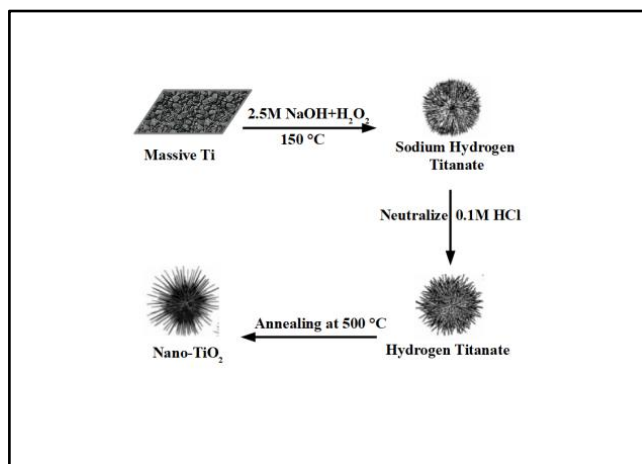 2.5M NaOH+H₂O₂
150 °C
Massive Ti
Sodium Hydrogen
Titanate
Neutralize 0.1M HCl
Annealing at 500 °C
Nano-TiO₂
Hydrogen Titanate